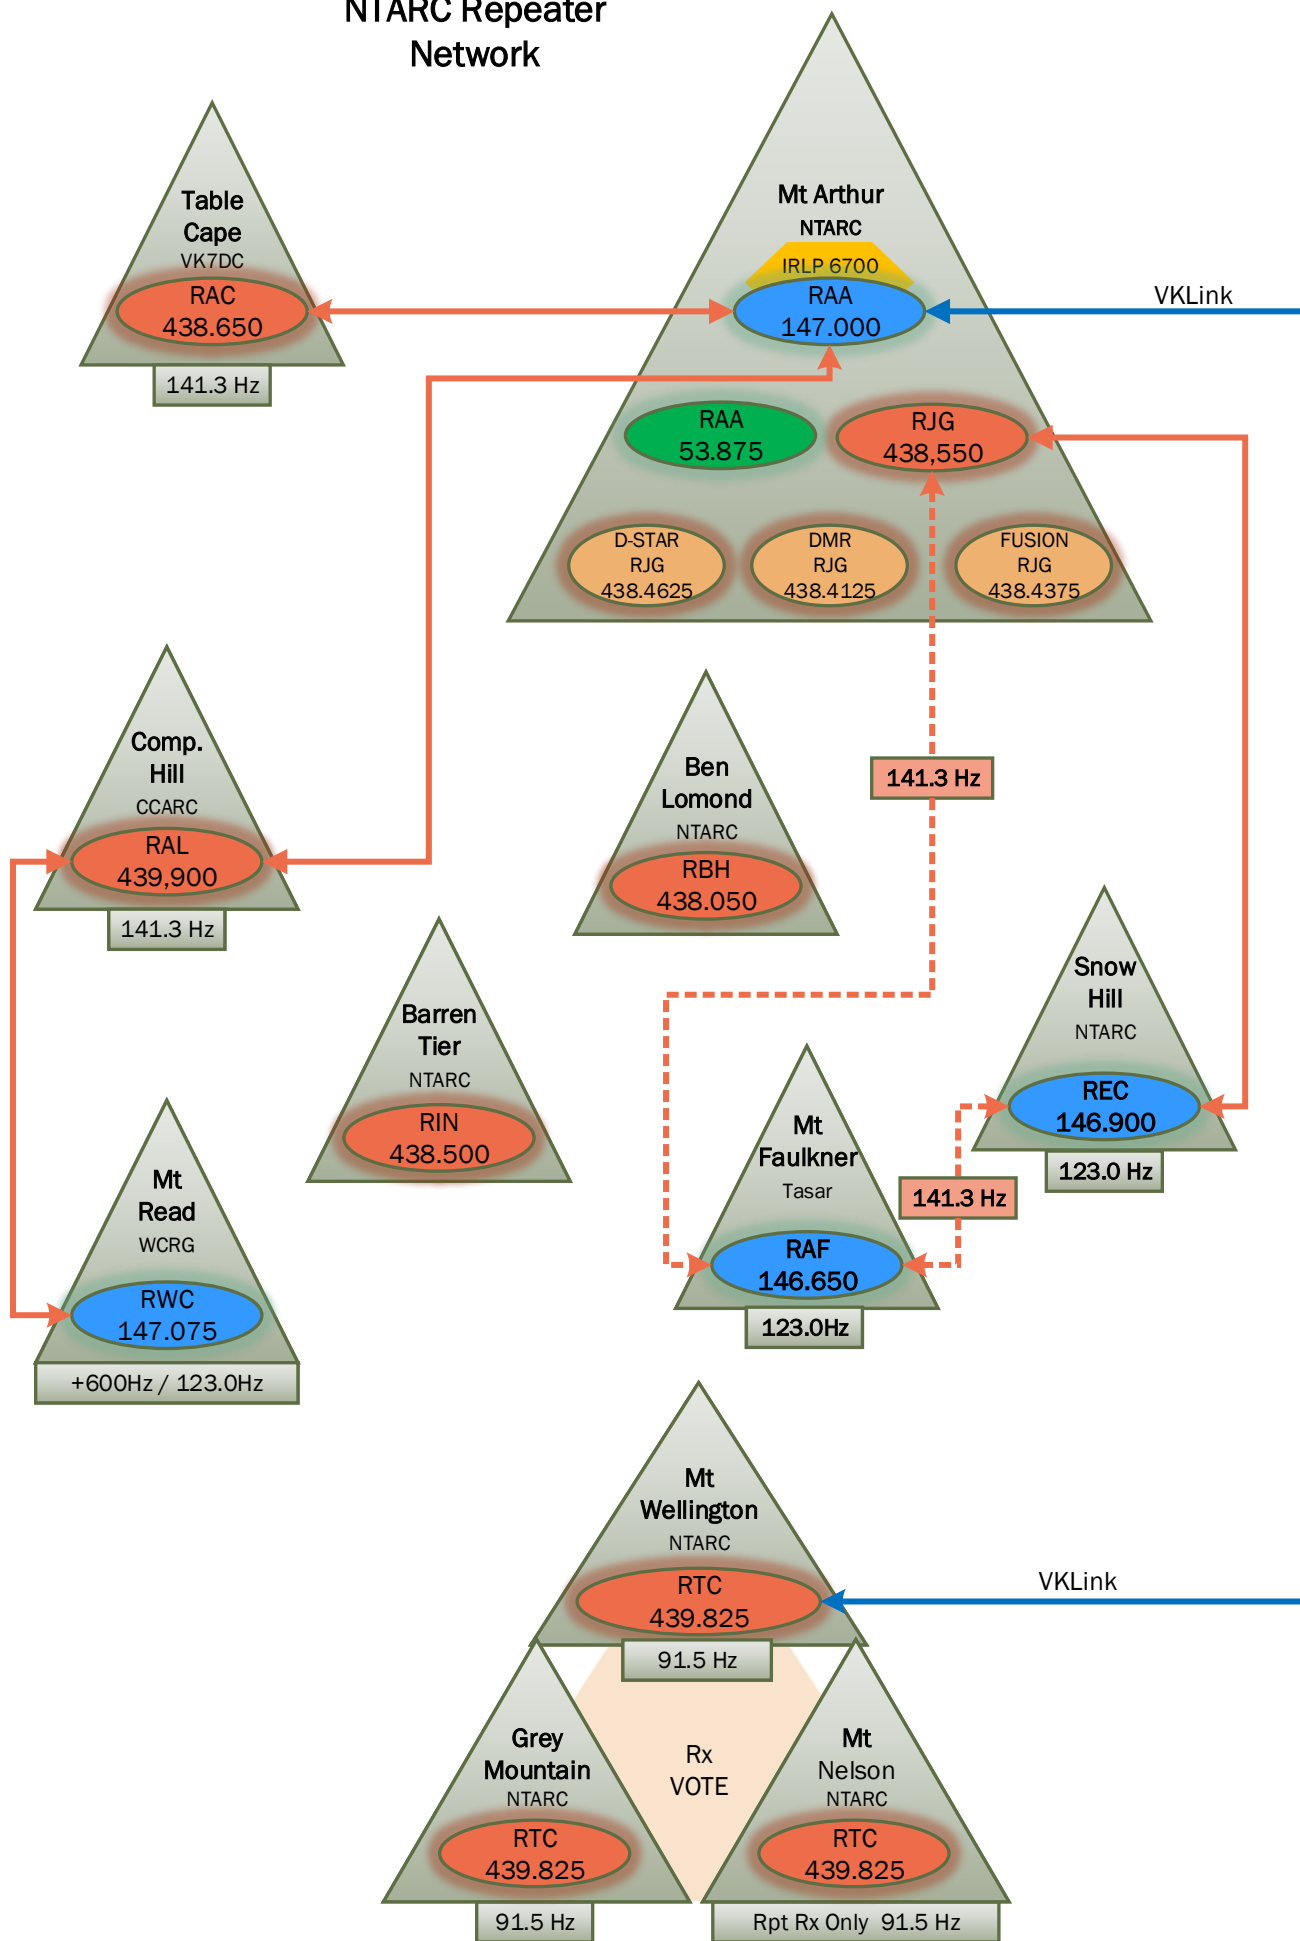 NTARC Repeater
Network
Table
Cape
VK7DC
RAC
438.650
141.3 Hz
Mt Arthur
NTARC
IRLP 6700
RAA
147.000
VKLink
RAA
53.875
RJG
438,550
D-STAR
RJG
438.4625
DMR
RJG
438.4125
FUSION
RJG
438.4375
Comp.
Hill
CCARC
RAL
439,900
141.3 Hz
Ben
Lomond
NTARC
RBH
438.050
141.3 Hz
Barren
Tier
NTARC
RIN
438.500
Snow
Hill
NTARC
REC
146.900
123.0 Hz
Mt
Read
WCRG
RWC
147.075
+600Hz / 123.0Hz
Mt
Faulkner
Tasar
RAF
146.650
123.0Hz
141.3 Hz
Mt
Wellington
NTARC
RTC
439.825
91.5 Hz
VKLink
Grey
Mountain
NTARC
RTC
439.825
91.5 Hz
Rx
VOTE
Mt
Nelson
NTARC
RTC
439.825
Rpt Rx Only 91.5 Hz